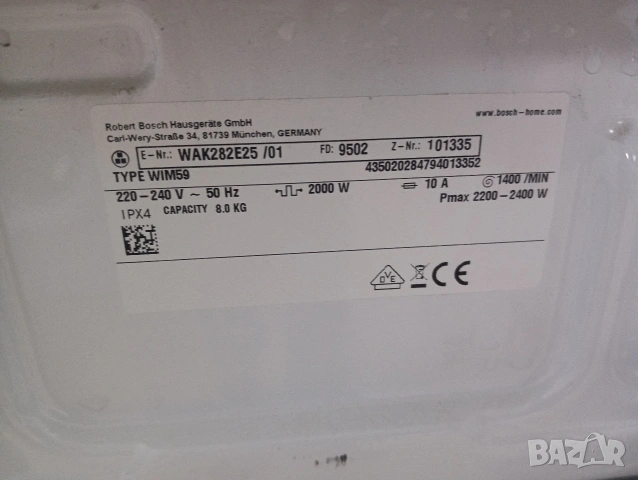 Robert Bosch Hausgeräte GmbH
Carl-Wery-Straße 34, 81739 München, GERMANY
www.bosch-home.com
E-Nr.: WAK282E25 /01 FD: 9502 Z-Nr.: 101335
TYPE WIM59 435020284794013352
220-240 V ~ 50 Hz 2000 W 10 A 1400 /MIN
IPX4 CAPACITY 8.0 KG Pmax 2200-2400 W
DVE CE
BAZAR